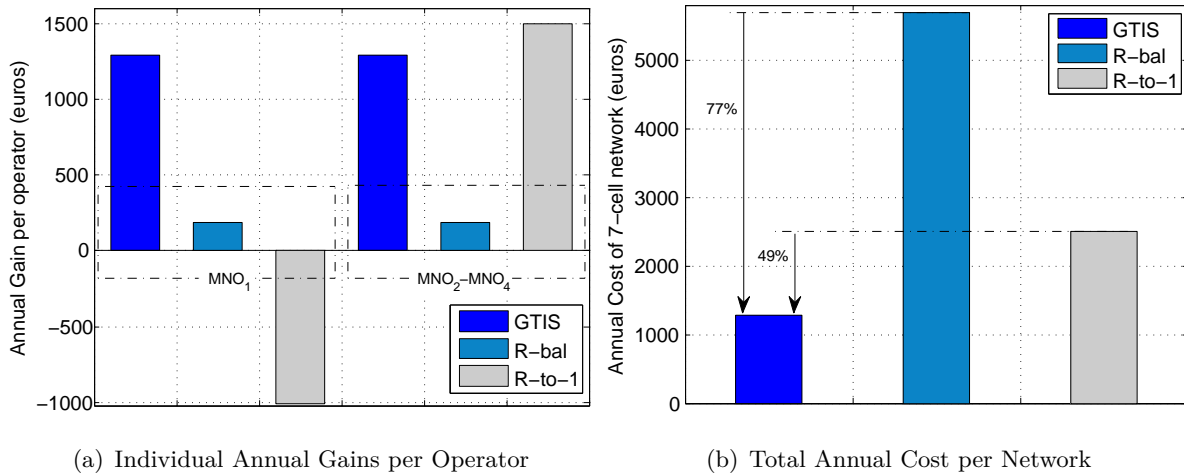 1500
1000
500
0
−500
−1000
Annual Gain per operator (euros)
MNO1
MNO2−MNO4
GTIS
R−bal
R−to−1
(a) Individual Annual Gains per Operator
5000
4000
3000
2000
1000
0
Annual Cost of 7−cell network (euros)
77%
49%
GTIS
R−bal
R−to−1
(b) Total Annual Cost per Network